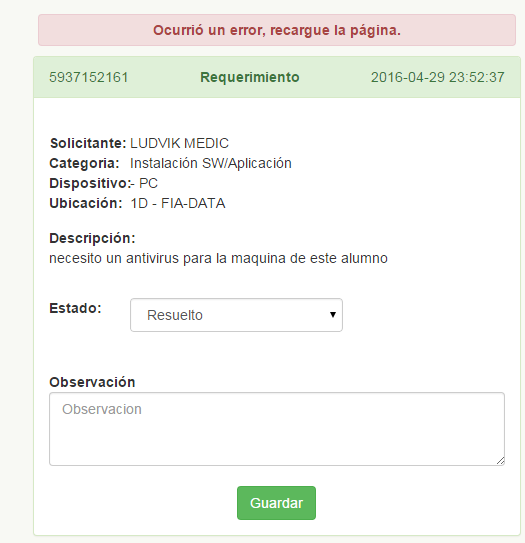 Ocurrió un error, recargue la página.
5937152161 Requerimiento 2016-04-29 23:52:37
Solicitante: LUDVIK MEDIC
Categoria: Instalación SW/Aplicación
Dispositivo:- PC
Ubicación: 1D - FIA-DATA
Descripción:
necesito un antivirus para la maquina de este alumno
Estado: Resuelto
Observación
Observacion
Guardar